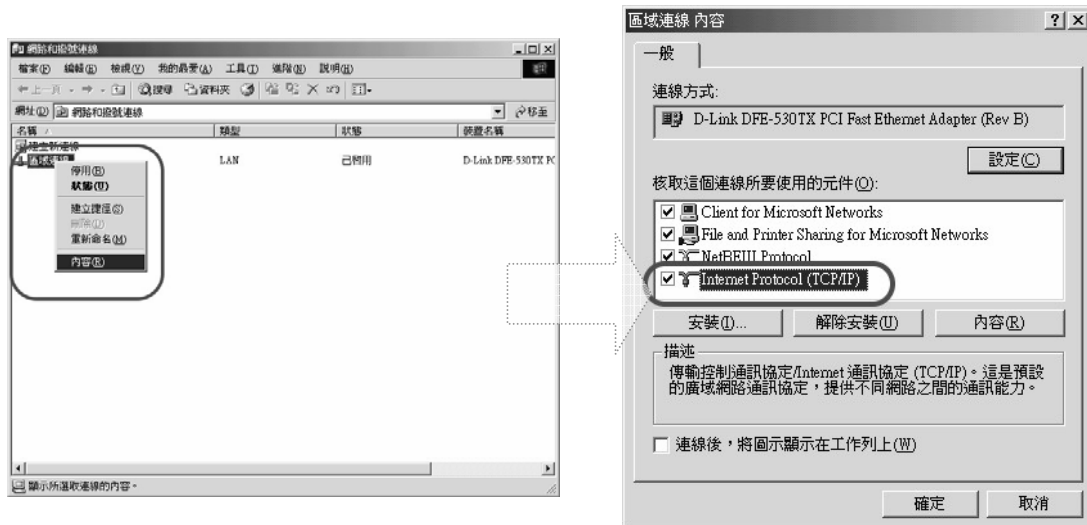 網路和撥號連線
檔案(F) 編輯(E) 檢視(V) 我的最愛(A) 工具(T) 進階(N) 說明(H)
上一頁 搜尋 資料夾
網址(D) 網路和撥號連線 移至
名稱 類型 狀態 裝置名稱
建立新連線
區域連線 LAN 已啟用 D-Link DFE-530TX PC
停用(B)
狀態(U)
建立捷徑(S)
刪除(D)
重新命名(M)
內容(R)
顯示所選取連線的內容。
區域連線 內容
一般
連線方式:
D-Link DFE-530TX PCI Fast Ethernet Adapter (Rev B)
設定(C)
核取這個連線所要使用的元件(O):
Client for Microsoft Networks
File and Printer Sharing for Microsoft Networks
NetBEUI Protocol
Internet Protocol (TCP/IP)
安裝(I)... 解除安裝(U) 內容(R)
描述
傳輸控制通訊協定/Internet 通訊協定 (TCP/IP)。這是預設
的廣域網路通訊協定，提供不同網路之間的通訊能力。
連線後，將圖示顯示在工作列上(W)
確定 取消